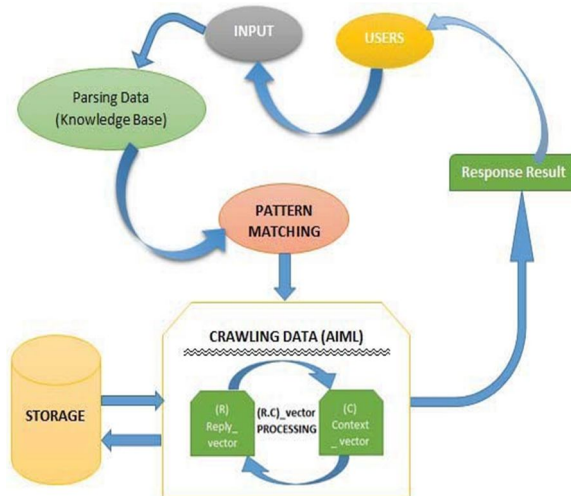 INPUT
USERS
Parsing Data
(Knowledge Base)
Response Result
PATTERN
MATCHING
CRAWLING DATA (AIML)
STORAGE
(R)
Reply_
vector
(R.C)_vector
PROCESSING
(C)
Context
_ vector